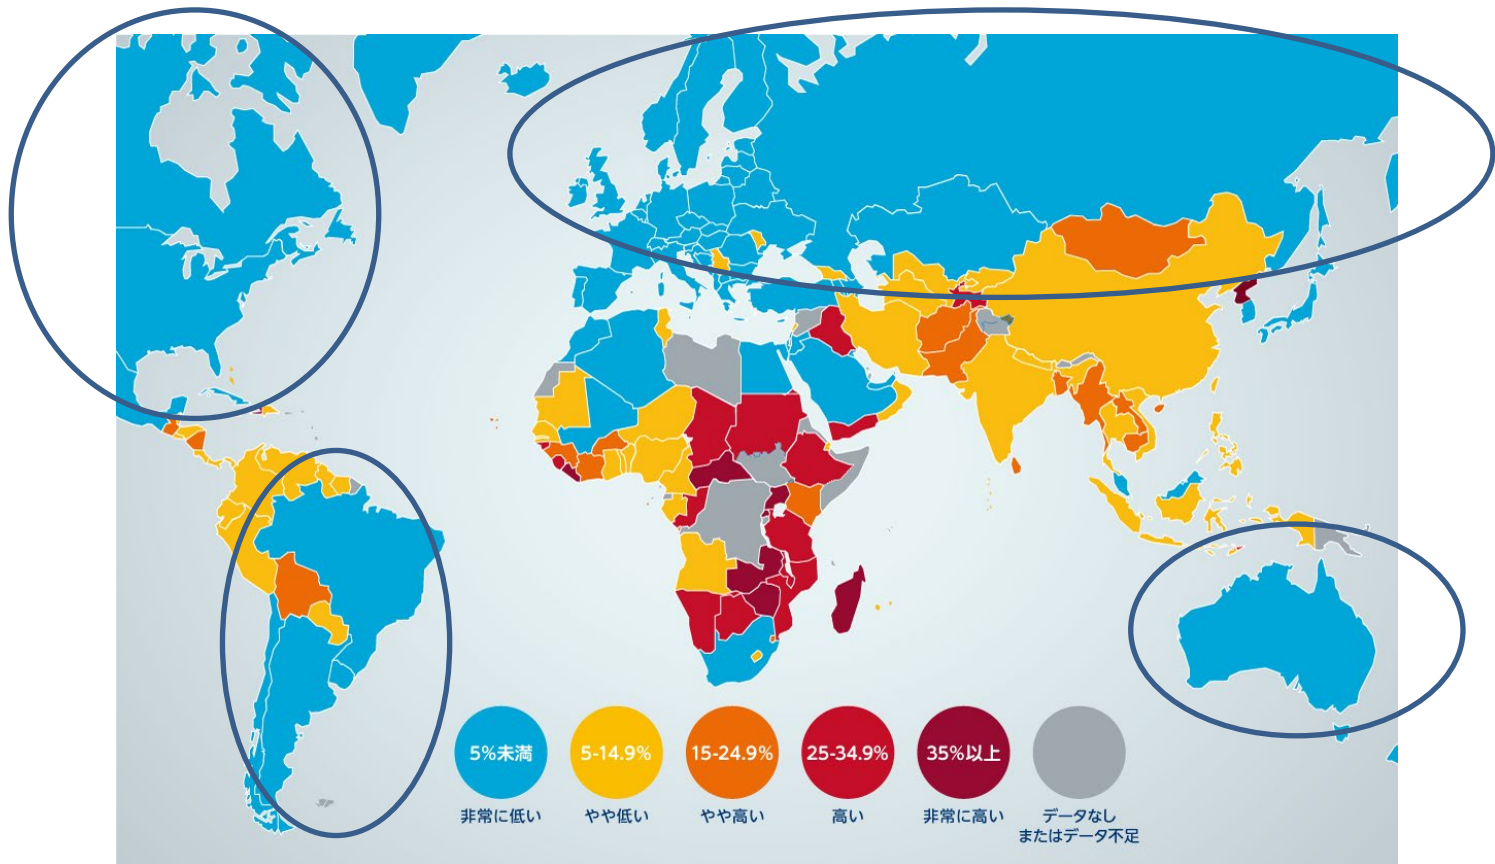 5%未満
5-14.9%
15-24.9%
25-34.9%
35%以上
非常に低い
やや低い
やや高い
高い
非常に高い
データなし
またはデータ不足